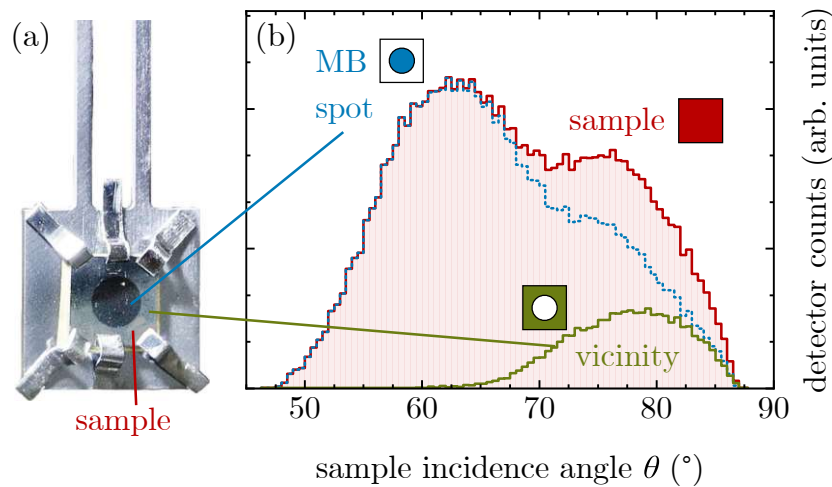 (a)
(b)
MB
spot
sample
vicinity
sample
50
60
70
80
90
sample incidence angle θ (°)
detector counts (arb. units)